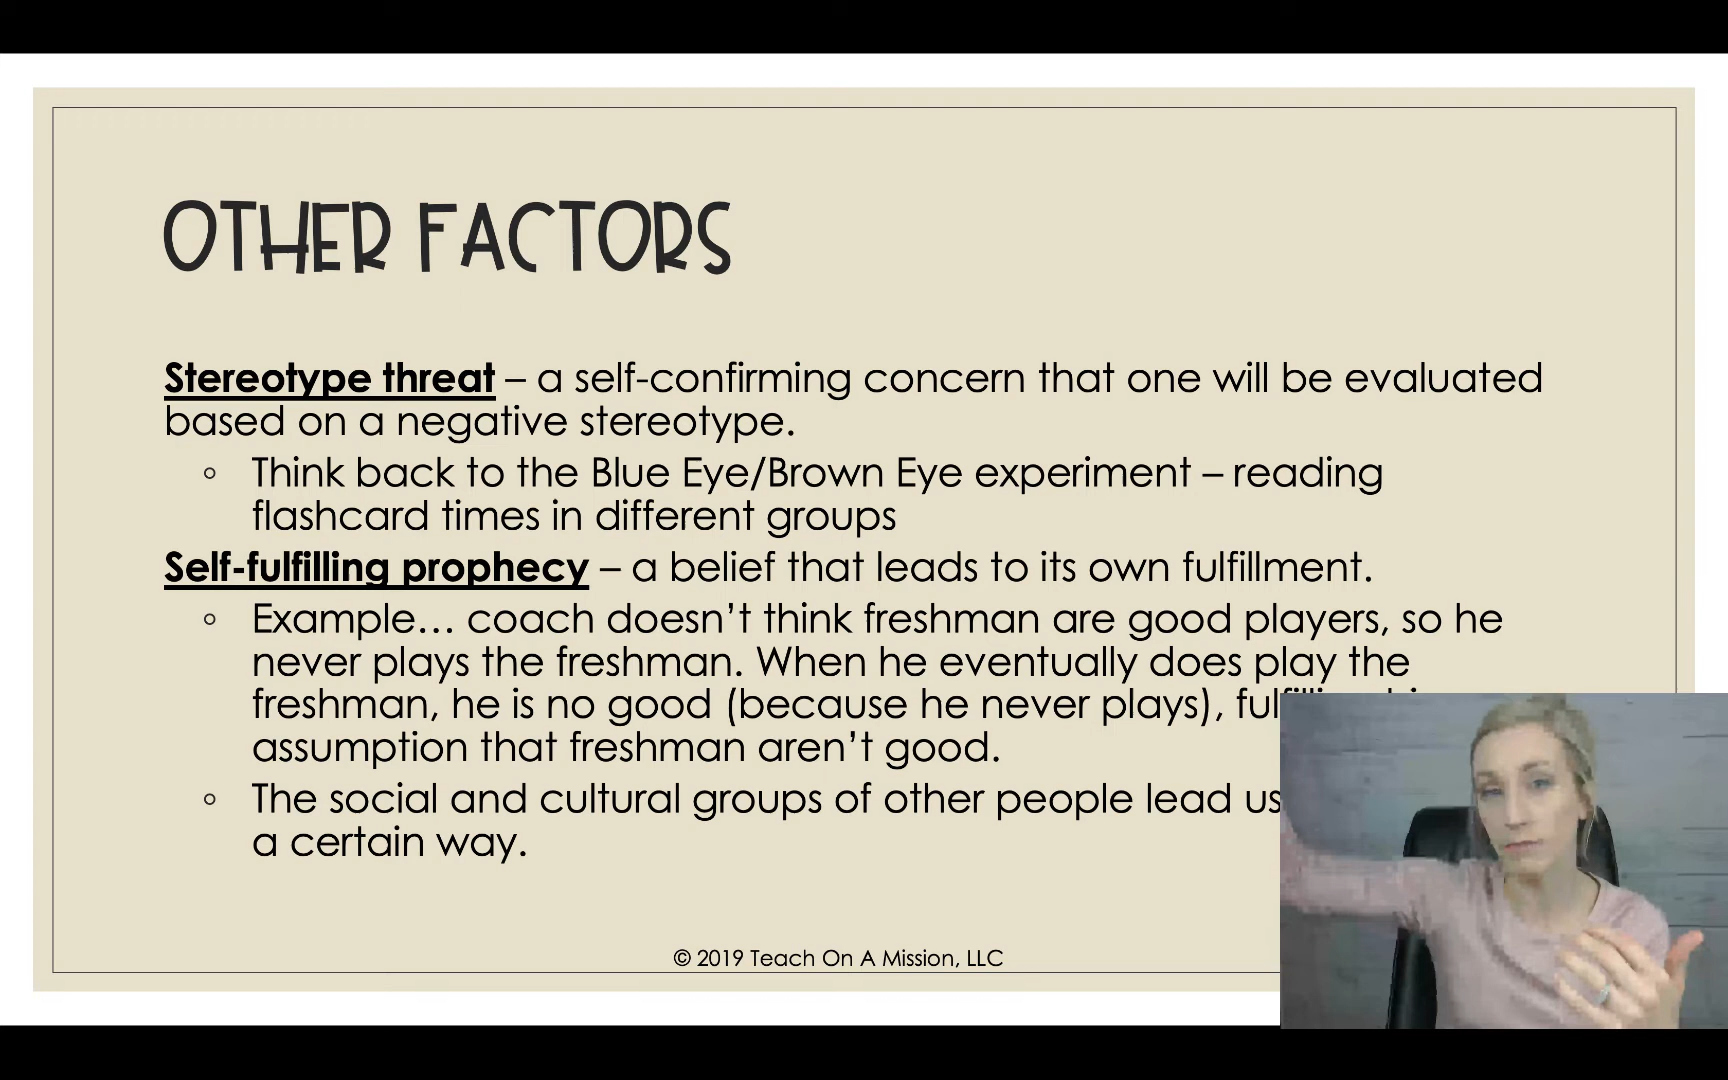 OTHER FACTORS
Stereotype threat – a self-confirming concern that one will be evaluated
based on a negative stereotype.
◦ Think back to the Blue Eye/Brown Eye experiment – reading
flashcard times in different groups
Self-fulfilling prophecy – a belief that leads to its own fulfillment.
◦ Example… coach doesn’t think freshman are good players, so he
never plays the freshman. When he eventually does play the
freshman, he is no good (because he never plays),
assumption that freshman aren’t good.
◦ The social and cultural groups of other people lead us
a certain way.
© 2019 Teach On A Mission, LLC